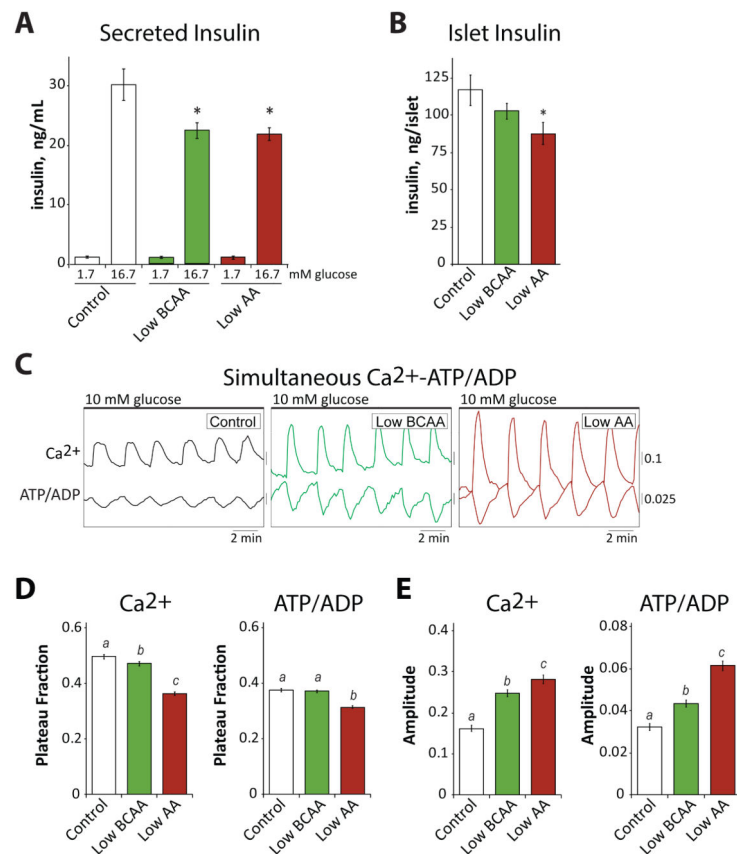 A
Secreted Insulin
insulin, ng/mL
30
20
10
0
*
*
1.7 16.7 1.7 16.7 1.7 16.7 mM glucose
Control Low BCAA Low AA
B
Islet Insulin
insulin, ng/islet
125
100
75
50
25
0
*
Control Low BCAA Low AA
C
Simultaneous Ca2+-ATP/ADP
10 mM glucose 10 mM glucose 10 mM glucose
Control Low BCAA Low AA
Ca2+
0.1
ATP/ADP
0.025
2 min 2 min 2 min
D
Ca2+
Plateau Fraction
0.6
0.4
0.2
0
a b c
Control Low BCAA Low AA
ATP/ADP
Plateau Fraction
0.6
0.4
0.2
0
a a b
Control Low BCAA Low AA
E
Ca2+
Amplitude
0.4
0.3
0.2
0.1
0
a b c
Control Low BCAA Low AA
ATP/ADP
Amplitude
0.08
0.06
0.04
0.02
0
a b c
Control Low BCAA Low AA